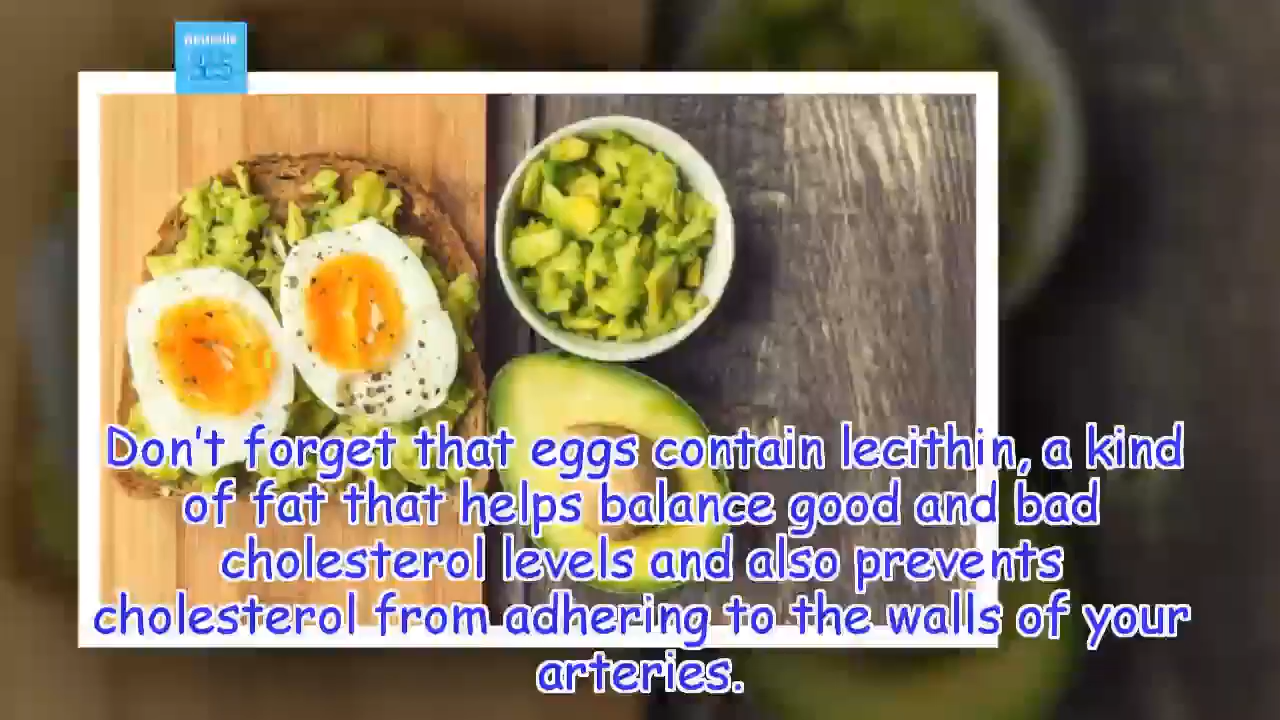 Don't forget that eggs contain lecithin, a kind
of fat that helps balance good and bad
cholesterol levels and also prevents
cholesterol from adhering to the walls of your
arteries.